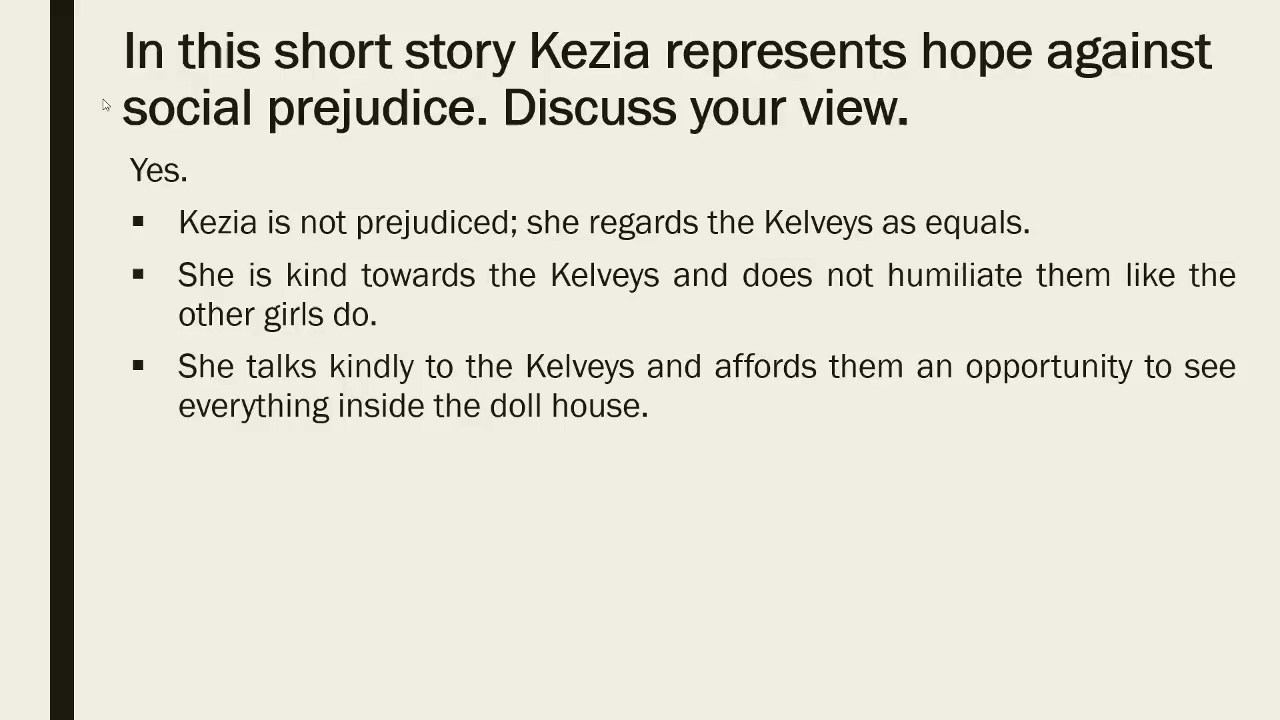 In this short story Kezia represents hope against
social prejudice. Discuss your view.
Yes.
▪ Kezia is not prejudiced; she regards the Kelveys as equals.
▪ She is kind towards the Kelveys and does not humiliate them like the
other girls do.
▪ She talks kindly to the Kelveys and affords them an opportunity to see
everything inside the doll house.